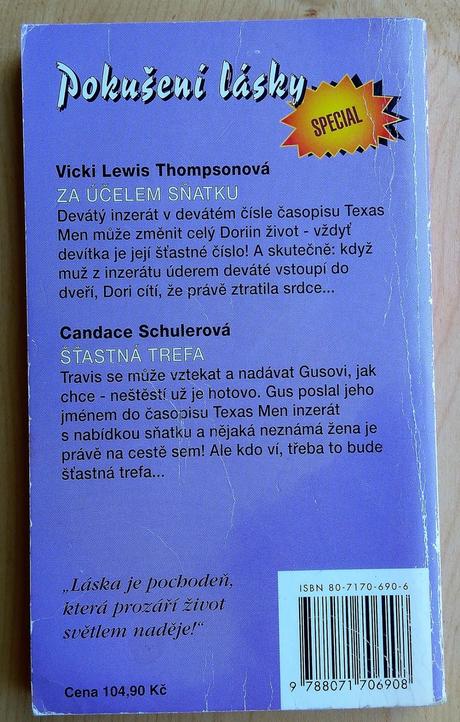 Pokušení lásky
SPECIAL
Vicki Lewis Thompsonová
ZA ÚČELEM SŇATKU
Devátý inzerát v devátém čísle časopisu Texas
Men může změnit celý Doriin život - vždyť
devítka je její šťastné číslo! A skutečně: když
muž z inzerátu úderem deváté vstoupí do
dveří, Dori cítí, že právě ztratila srdce...
Candace Schulerová
ŠŤASTNÁ TREFA
Travis se může vztekat a nadávat Gusovi, jak
chce - neštěstí už je hotovo. Gus poslal jeho
jménem do časopisu Texas Men inzerát
s nabídkou sňatku a nějaká neznámá žena je
právě na cestě sem! Ale kdo ví, třeba to bude
šťastná trefa...
„Láska je pochodeň,
která prozáří život
světlem naděje!“
ISBN 80-7170-690-6
9 788071 706908
Cena 104,90 Kč